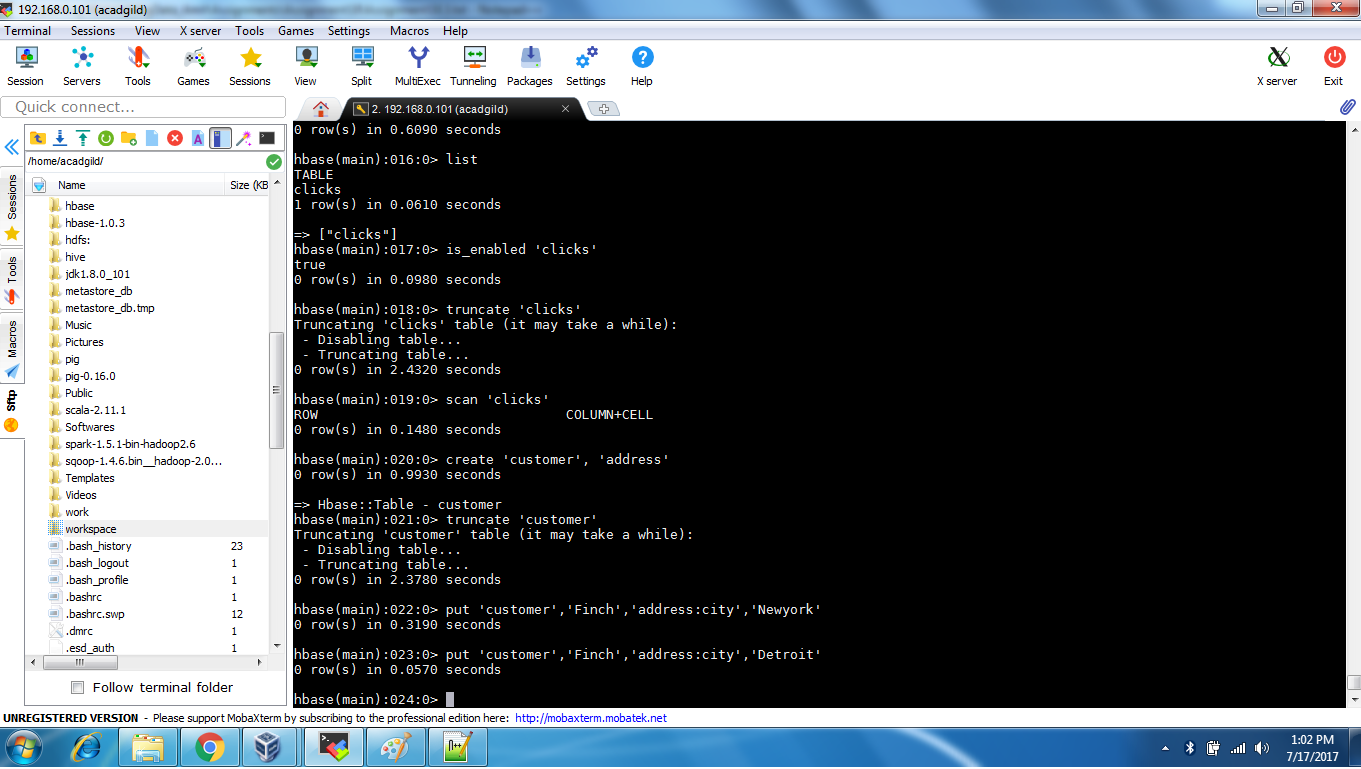 192.168.0.101 (acadgild)
Terminal Sessions View X server Tools Games Settings Macros Help
Session Servers Tools Games Sessions View Split MultiExec Tunneling Packages Settings Help X server Exit
Quick connect...
2. 192.168.0.101 (acadgild)
/home/acadgild/
Name Size (KB
Sessions
Tools
Macros
Sftp
hbase
hbase-1.0.3
hdfs:
hive
jdk1.8.0_101
metastore_db
metastore_db.tmp
Music
Pictures
pig
pig-0.16.0
Public
scala-2.11.1
Softwares
spark-1.5.1-bin-hadoop2.6
sqoop-1.4.6.bin__hadoop-2.0...
Templates
Videos
work
workspace
.bash_history 23
.bash_logout 1
.bash_profile 1
.bashrc 1
.bashrc.swp 12
.dmrc 1
.esd_auth 1
Follow terminal folder
0 row(s) in 0.6090 seconds
hbase(main):016:0> list
TABLE
clicks
1 row(s) in 0.0610 seconds
=> ["clicks"]
hbase(main):017:0> is_enabled 'clicks'
true
0 row(s) in 0.0980 seconds
hbase(main):018:0> truncate 'clicks'
Truncating 'clicks' table (it may take a while):
- Disabling table...
- Truncating table...
0 row(s) in 2.4320 seconds
hbase(main):019:0> scan 'clicks'
ROW COLUMN+CELL
0 row(s) in 0.1480 seconds
hbase(main):020:0> create 'customer', 'address'
0 row(s) in 0.9930 seconds
=> Hbase::Table - customer
hbase(main):021:0> truncate 'customer'
Truncating 'customer' table (it may take a while):
- Disabling table...
- Truncating table...
0 row(s) in 2.3780 seconds
hbase(main):022:0> put 'customer','Finch','address:city','Newyork'
0 row(s) in 0.3190 seconds
hbase(main):023:0> put 'customer','Finch','address:city','Detroit'
0 row(s) in 0.0570 seconds
hbase(main):024:0>
UNREGISTERED VERSION - Please support MobaXterm by subscribing to the professional edition here: http://mobaxterm.mobatek.net
1:02 PM
7/17/2017